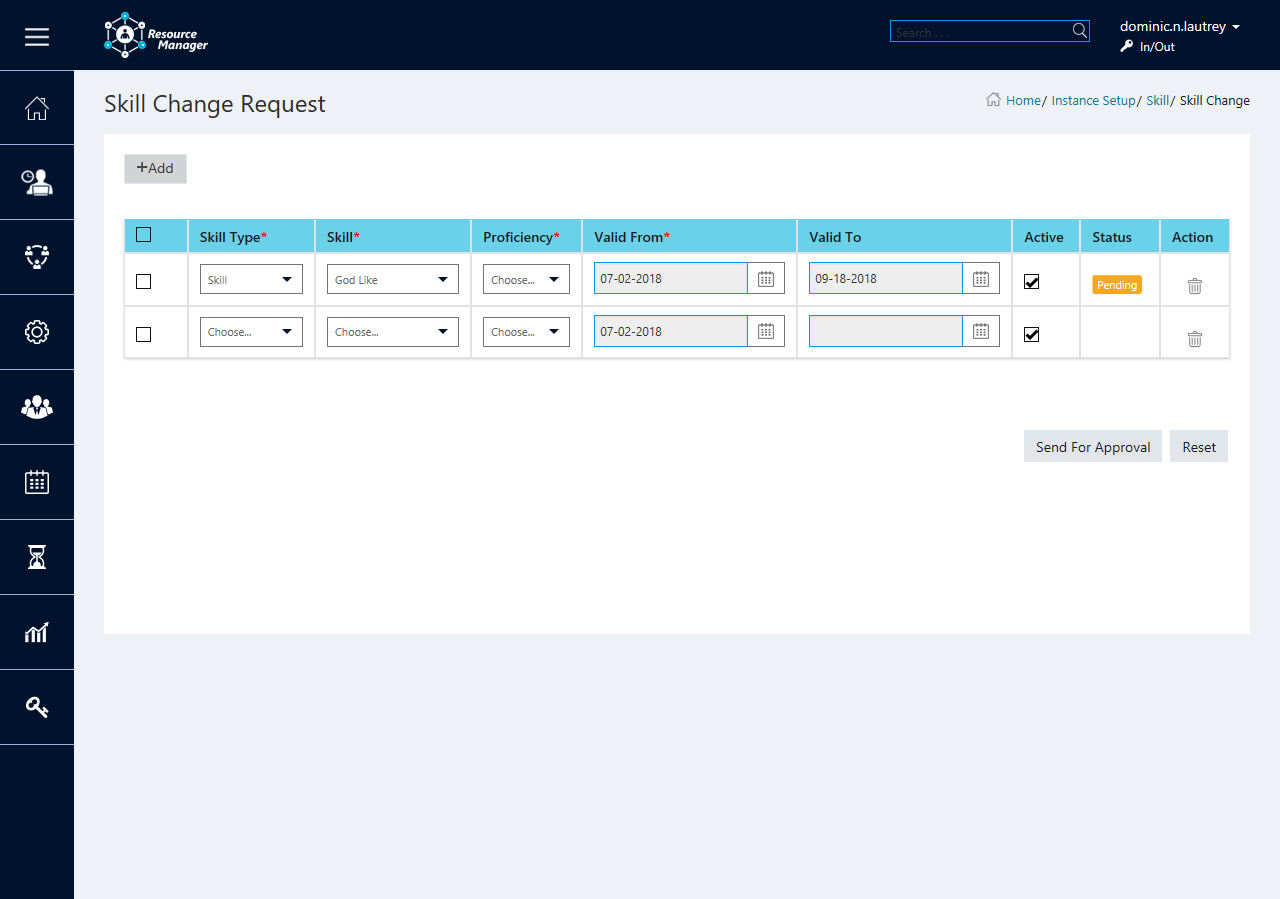 Resource
Manager
Search . . .
dominic.n.lautrey
In/Out
Skill Change Request
Home/ Instance Setup/ Skill/ Skill Change
+Add
Skill Type* Skill* Proficiency* Valid From* Valid To Active Status Action
Skill God Like Choose... 07-02-2018 09-18-2018 Pending
Choose... Choose... Choose... 07-02-2018
Send For Approval Reset